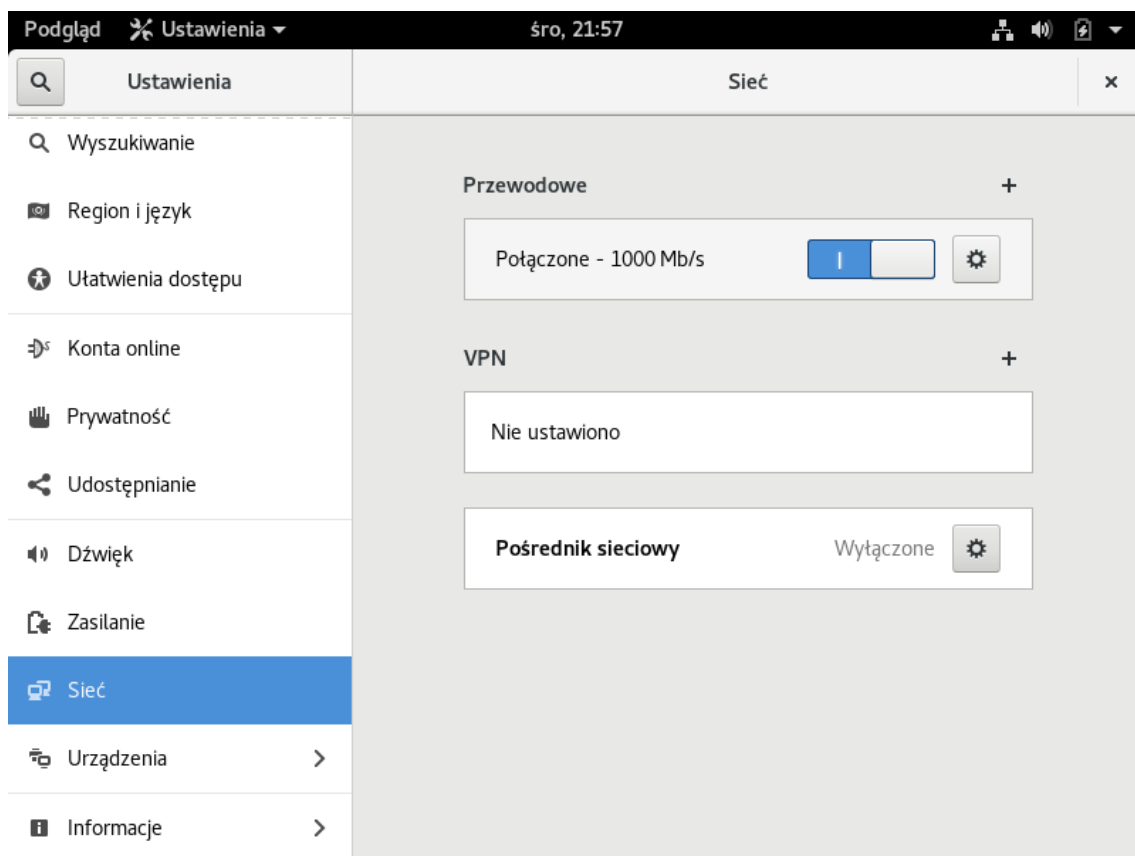 Podgląd Ustawienia śro, 21:57
Ustawienia Sieć
Wyszukiwanie
Region i język
Ułatwienia dostępu
Konta online
Prywatność
Udostępnianie
Dźwięk
Zasilanie
Sieć
Urządzenia
Informacje
Przewodowe
Połączone - 1000 Mb/s
VPN
Nie ustawiono
Pośrednik sieciowy Wyłączone